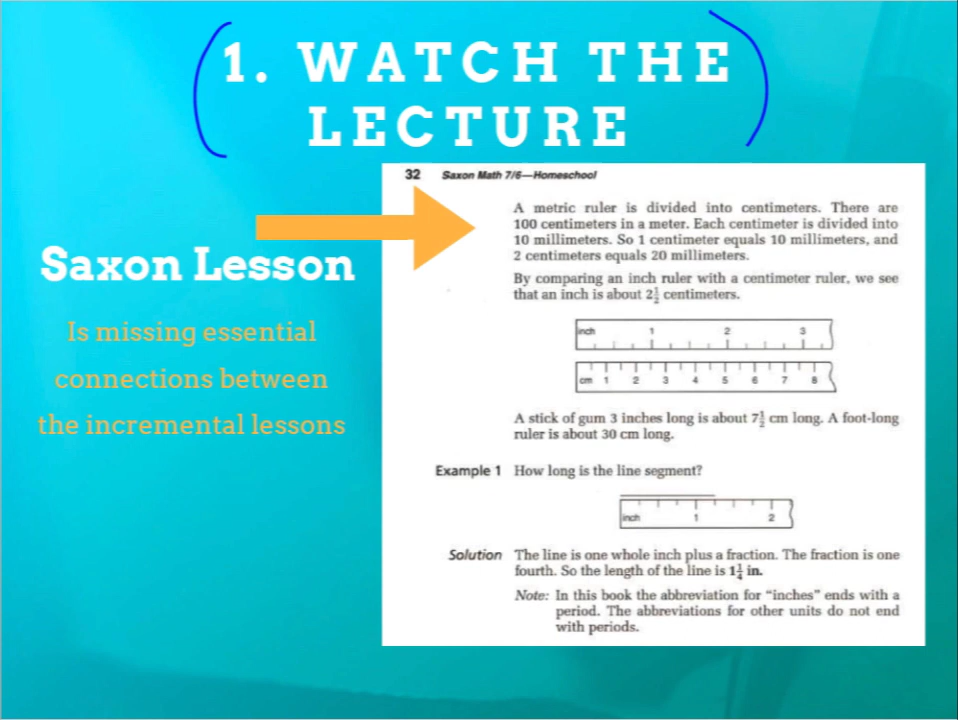 1. WATCH THE
LECTURE
Saxon Lesson
Is missing essential
connections between
the incremental lessons
32 Saxon Math 7/6—Homeschool
A metric ruler is divided into centimeters. There are
100 centimeters in a meter. Each centimeter is divided into
10 millimeters. So 1 centimeter equals 10 millimeters, and
2 centimeters equals 20 millimeters.
By comparing an inch ruler with a centimeter ruler, we see
that an inch is about 2½ centimeters.
inch 1 2 3
cm 1 2 3 4 5 6 7 8
A stick of gum 3 inches long is about 7½ cm long. A foot-long
ruler is about 30 cm long.
Example 1 How long is the line segment?
inch 1 2
Solution The line is one whole inch plus a fraction. The fraction is one
fourth. So the length of the line is 1¼ in.
Note: In this book the abbreviation for “inches” ends with a
period. The abbreviations for other units do not end
with periods.